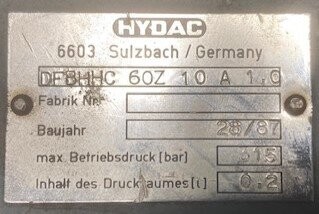 HYDAC
6603 Sulzbach / Germany
DFBHHC 60Z 10 A 1.0
Fabrik Nr.
Baujahr 28/87
max. Betriebsdruck [bar] 315
Inhalt des Druckraumes [l] 0.2